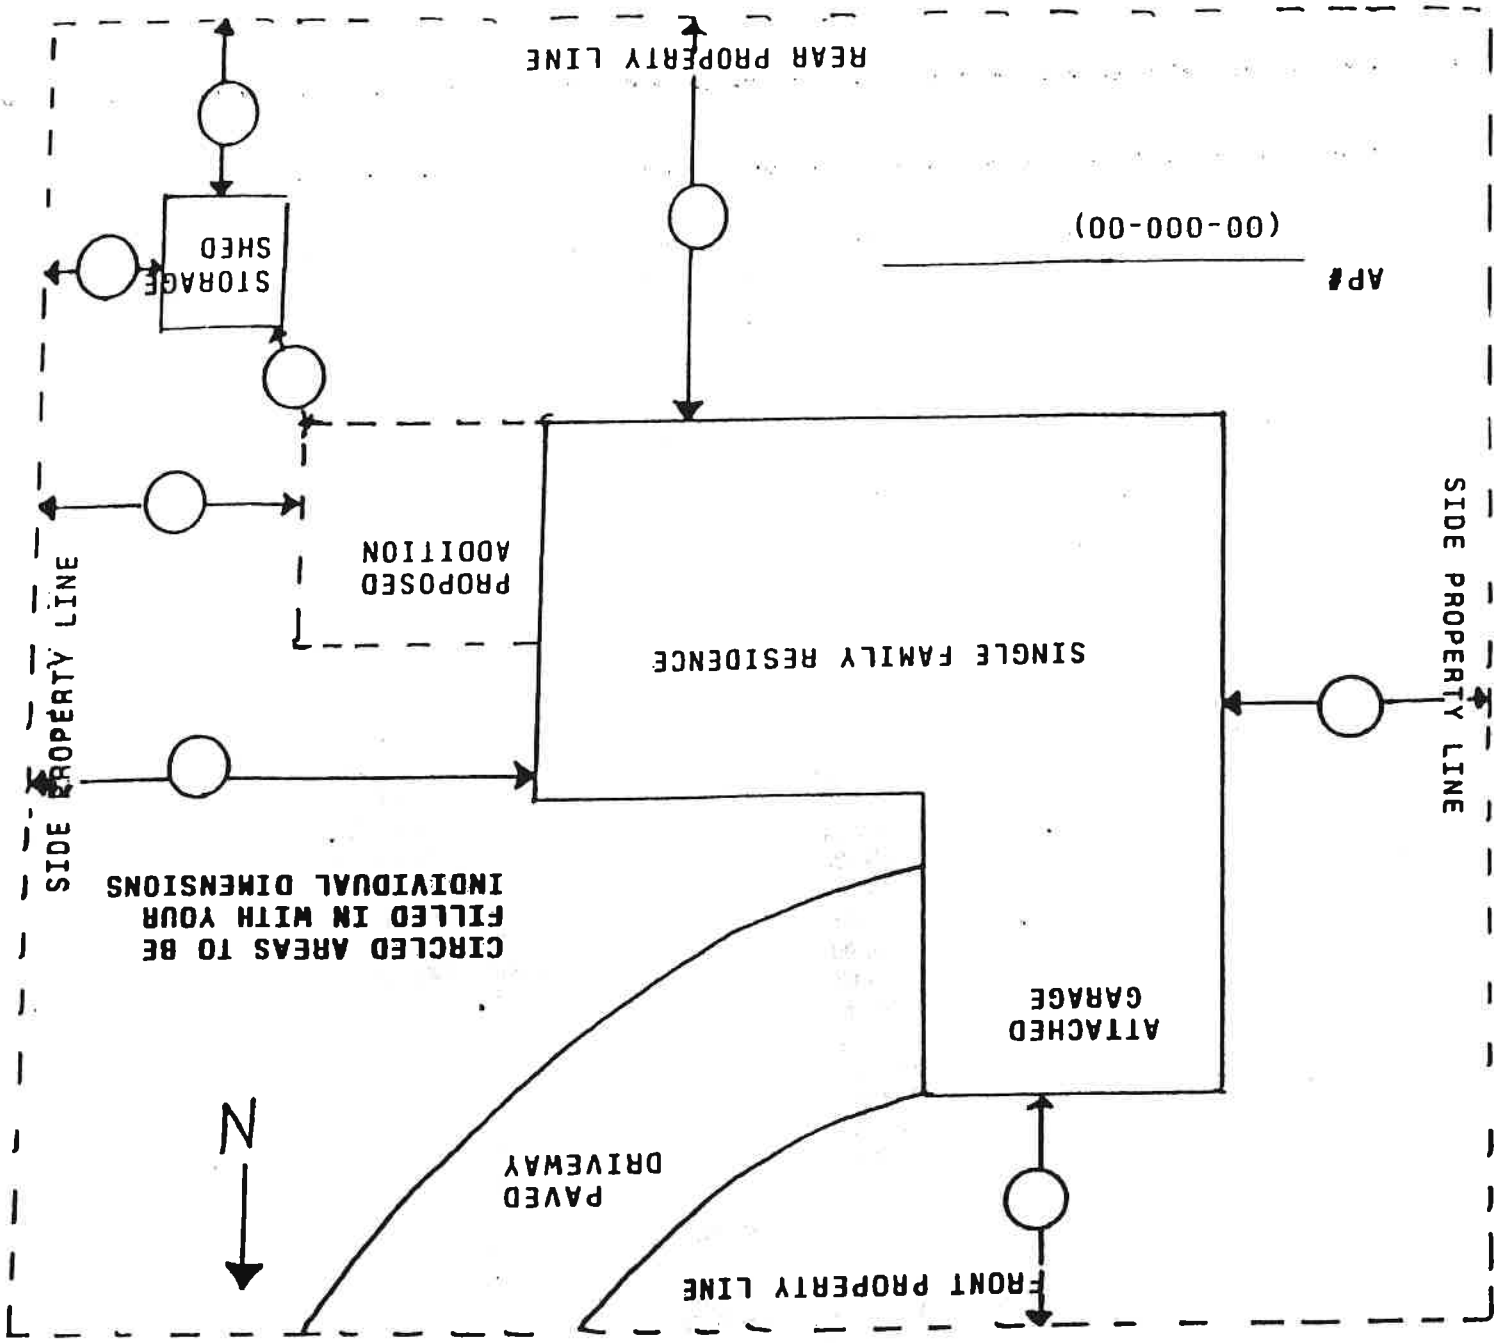 FRONT PROPERTY LINE
PAVED
DRIVEWAY
N
ATTACHED
GARAGE
CIRCLED AREAS TO BE
FILLED IN WITH YOUR
INDIVIDUAL DIMENSIONS
SIDE PROPERTY LINE
SINGLE FAMILY RESIDENCE
SIDE PROPERTY LINE
PROPOSED
ADDITION
AP#
(00-000-00)
STORAGE
SHED
REAR PROPERTY LINE